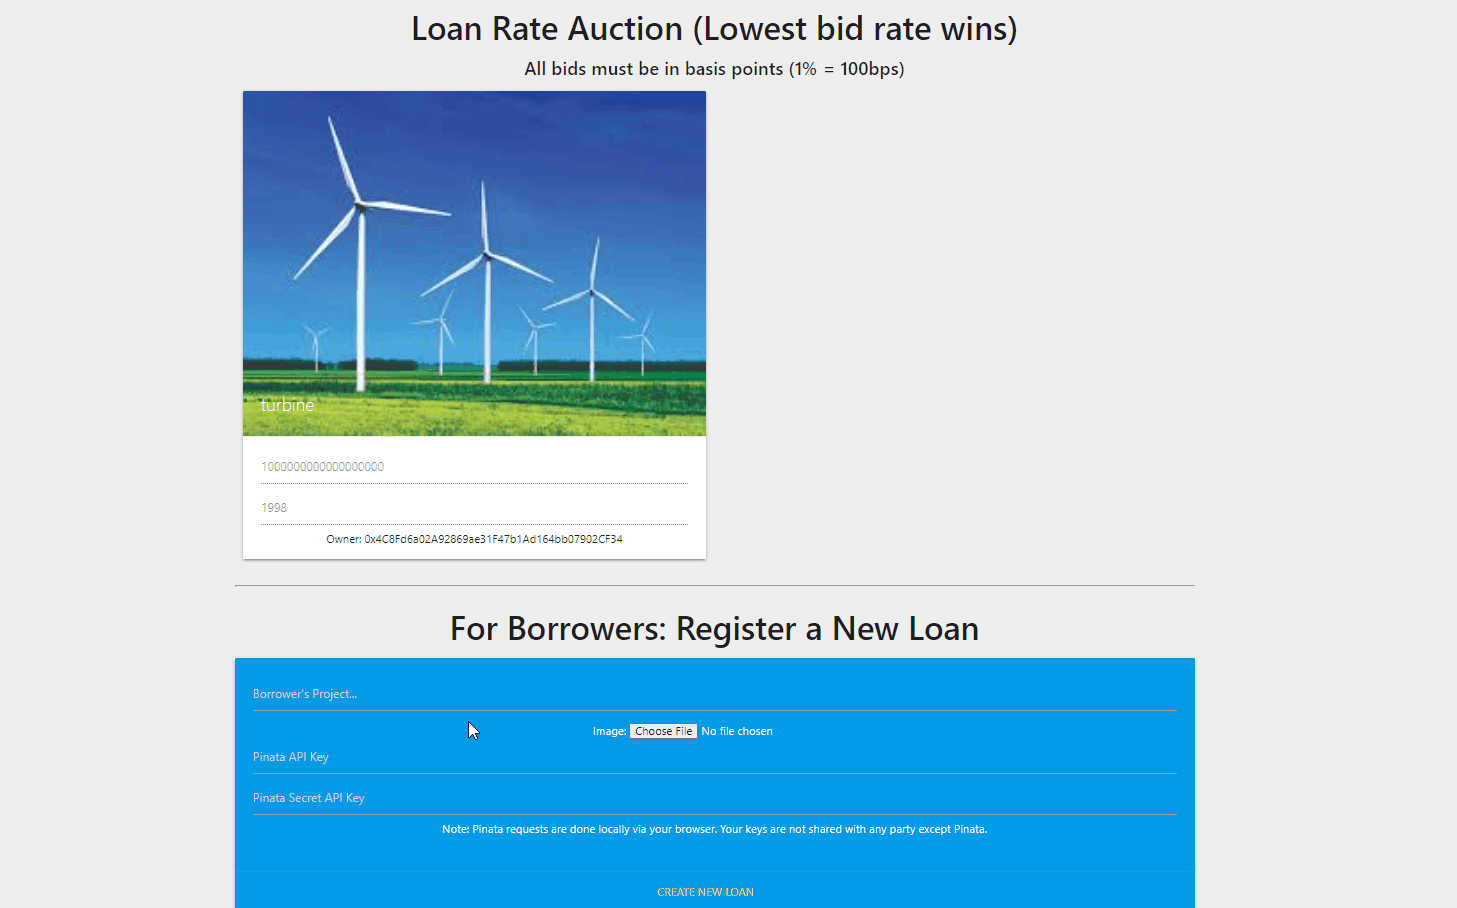 Loan Rate Auction (Lowest bid rate wins)
All bids must be in basis points (1% = 100bps)
turbine
1000000000000000000
1998
Owner: 0x4C8Fd6a02A92869ae31F47b1Ad164bb07902CF34
For Borrowers: Register a New Loan
Borrower's Project...
Image: Choose File No file chosen
Pinata API Key
Pinata Secret API Key
Note: Pinata requests are done locally via your browser. Your keys are not shared with any party except Pinata.
CREATE NEW LOAN